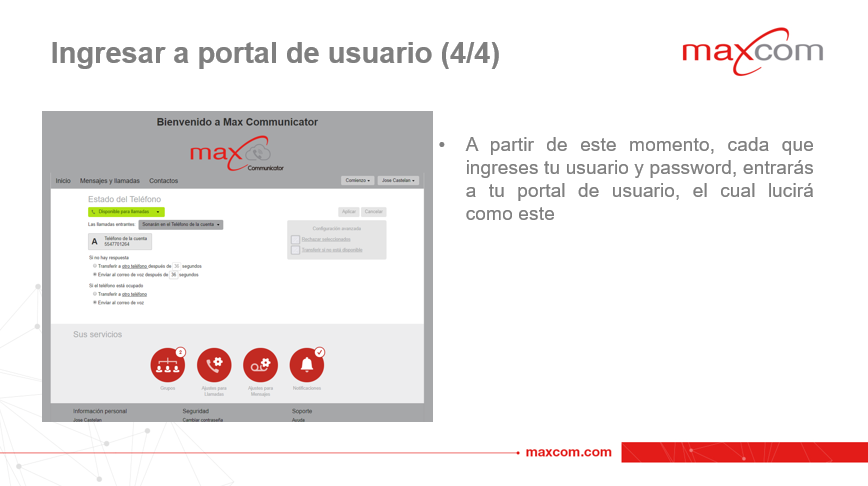 Ingresar a portal de usuario (4/4)
maxcom
Bienvenido a Max Communicator
max
Communicator
Inicio Mensajes y llamadas Contactos Comienzo Jose Castelan
Estado del Teléfono
Disponible para llamadas Aplicar Cancelar
Las llamadas entrantes: Sonarán en el Teléfono de la cuenta
Configuración avanzada
A Teléfono de la cuenta
5547761264
Rechazar seleccionadas
Transferir si no está disponible
Si no hay respuesta
Transferir a otro teléfono después de 36 segundos
Enviar al correo de voz después de 36 segundos
Si el teléfono está ocupado
Transferir a otro teléfono
Enviar al correo de voz
Sus servicios
2
Grupos Ajustes para Llamadas Ajustes para Mensajes Notificaciones
Información personal Seguridad Soporte
Jose Castelan Cambiar contraseña Ayuda
• A partir de este momento, cada que
ingreses tu usuario y password, entrarás
a tu portal de usuario, el cual lucirá
como este
maxcom.com